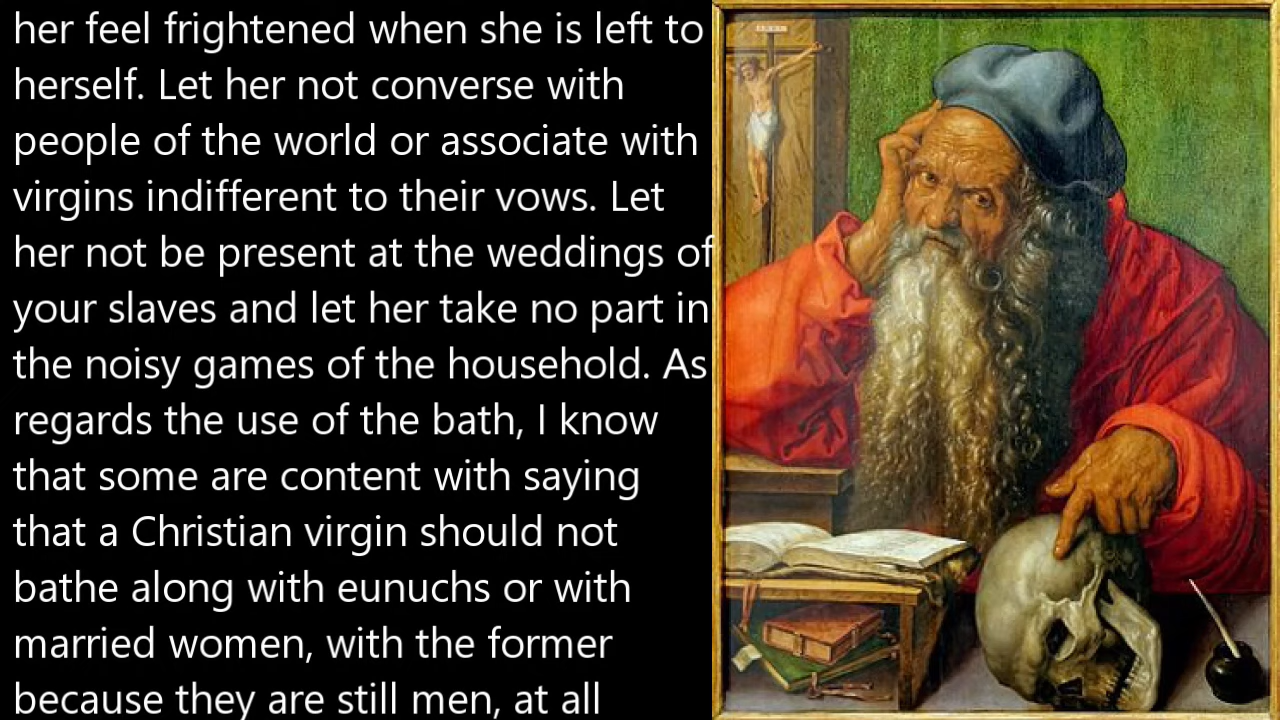 her feel frightened when she is left to
herself. Let her not converse with
people of the world or associate with
virgins indifferent to their vows. Let
her not be present at the weddings of
your slaves and let her take no part in
the noisy games of the household. As
regards the use of the bath, I know
that some are content with saying
that a Christian virgin should not
bathe along with eunuchs or with
married women, with the former
because they are still men, at all